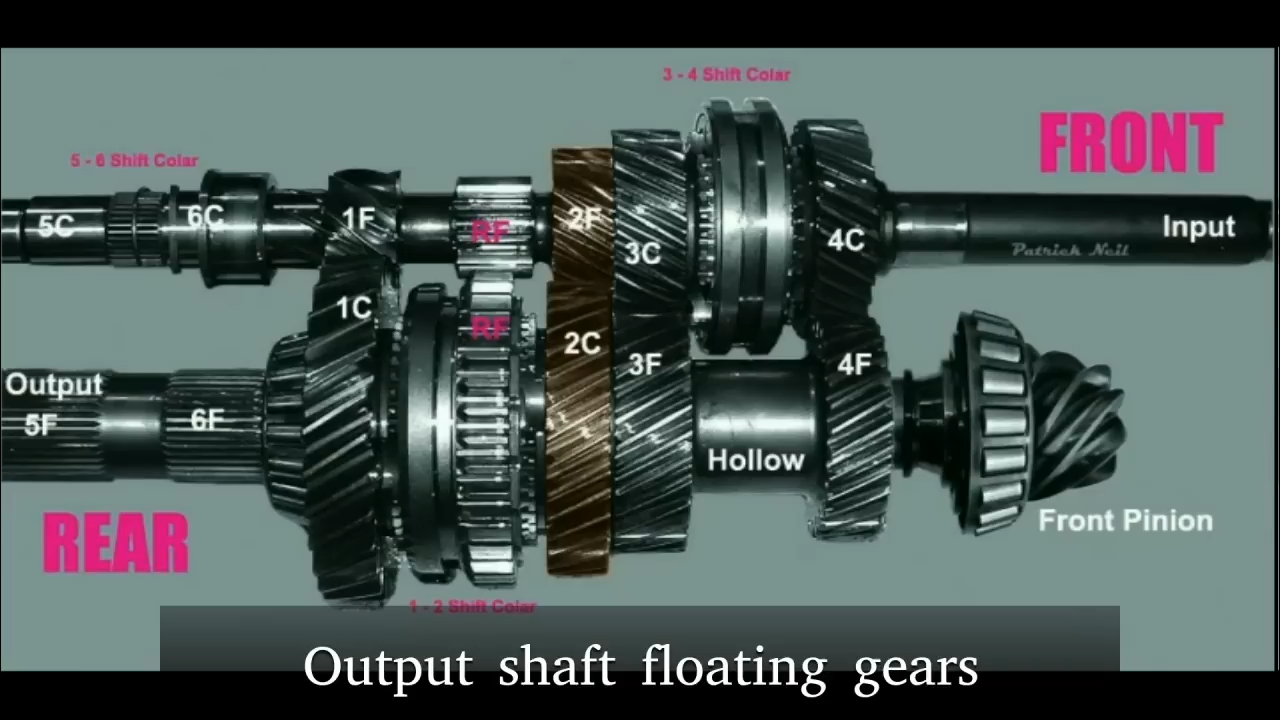 3 - 4 Shift Colar
FRONT
5 - 6 Shift Colar
5C
6C
1F
RF
2F
3C
4C
Input
Patrick Neil
1C
RF
2C
3F
4F
Output
5F
6F
Hollow
Front Pinion
REAR
1 - 2 Shift Colar
Output shaft floating gears